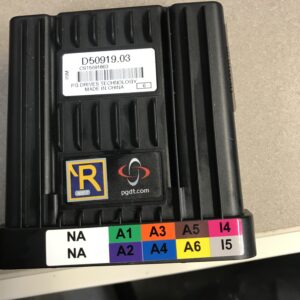 D50919.03
PG DRIVES TECHNOLOGY
MADE IN CHINA
R
pgdt.com
NA A1 A3 A5 I4
NA A2 A4 A6 I5